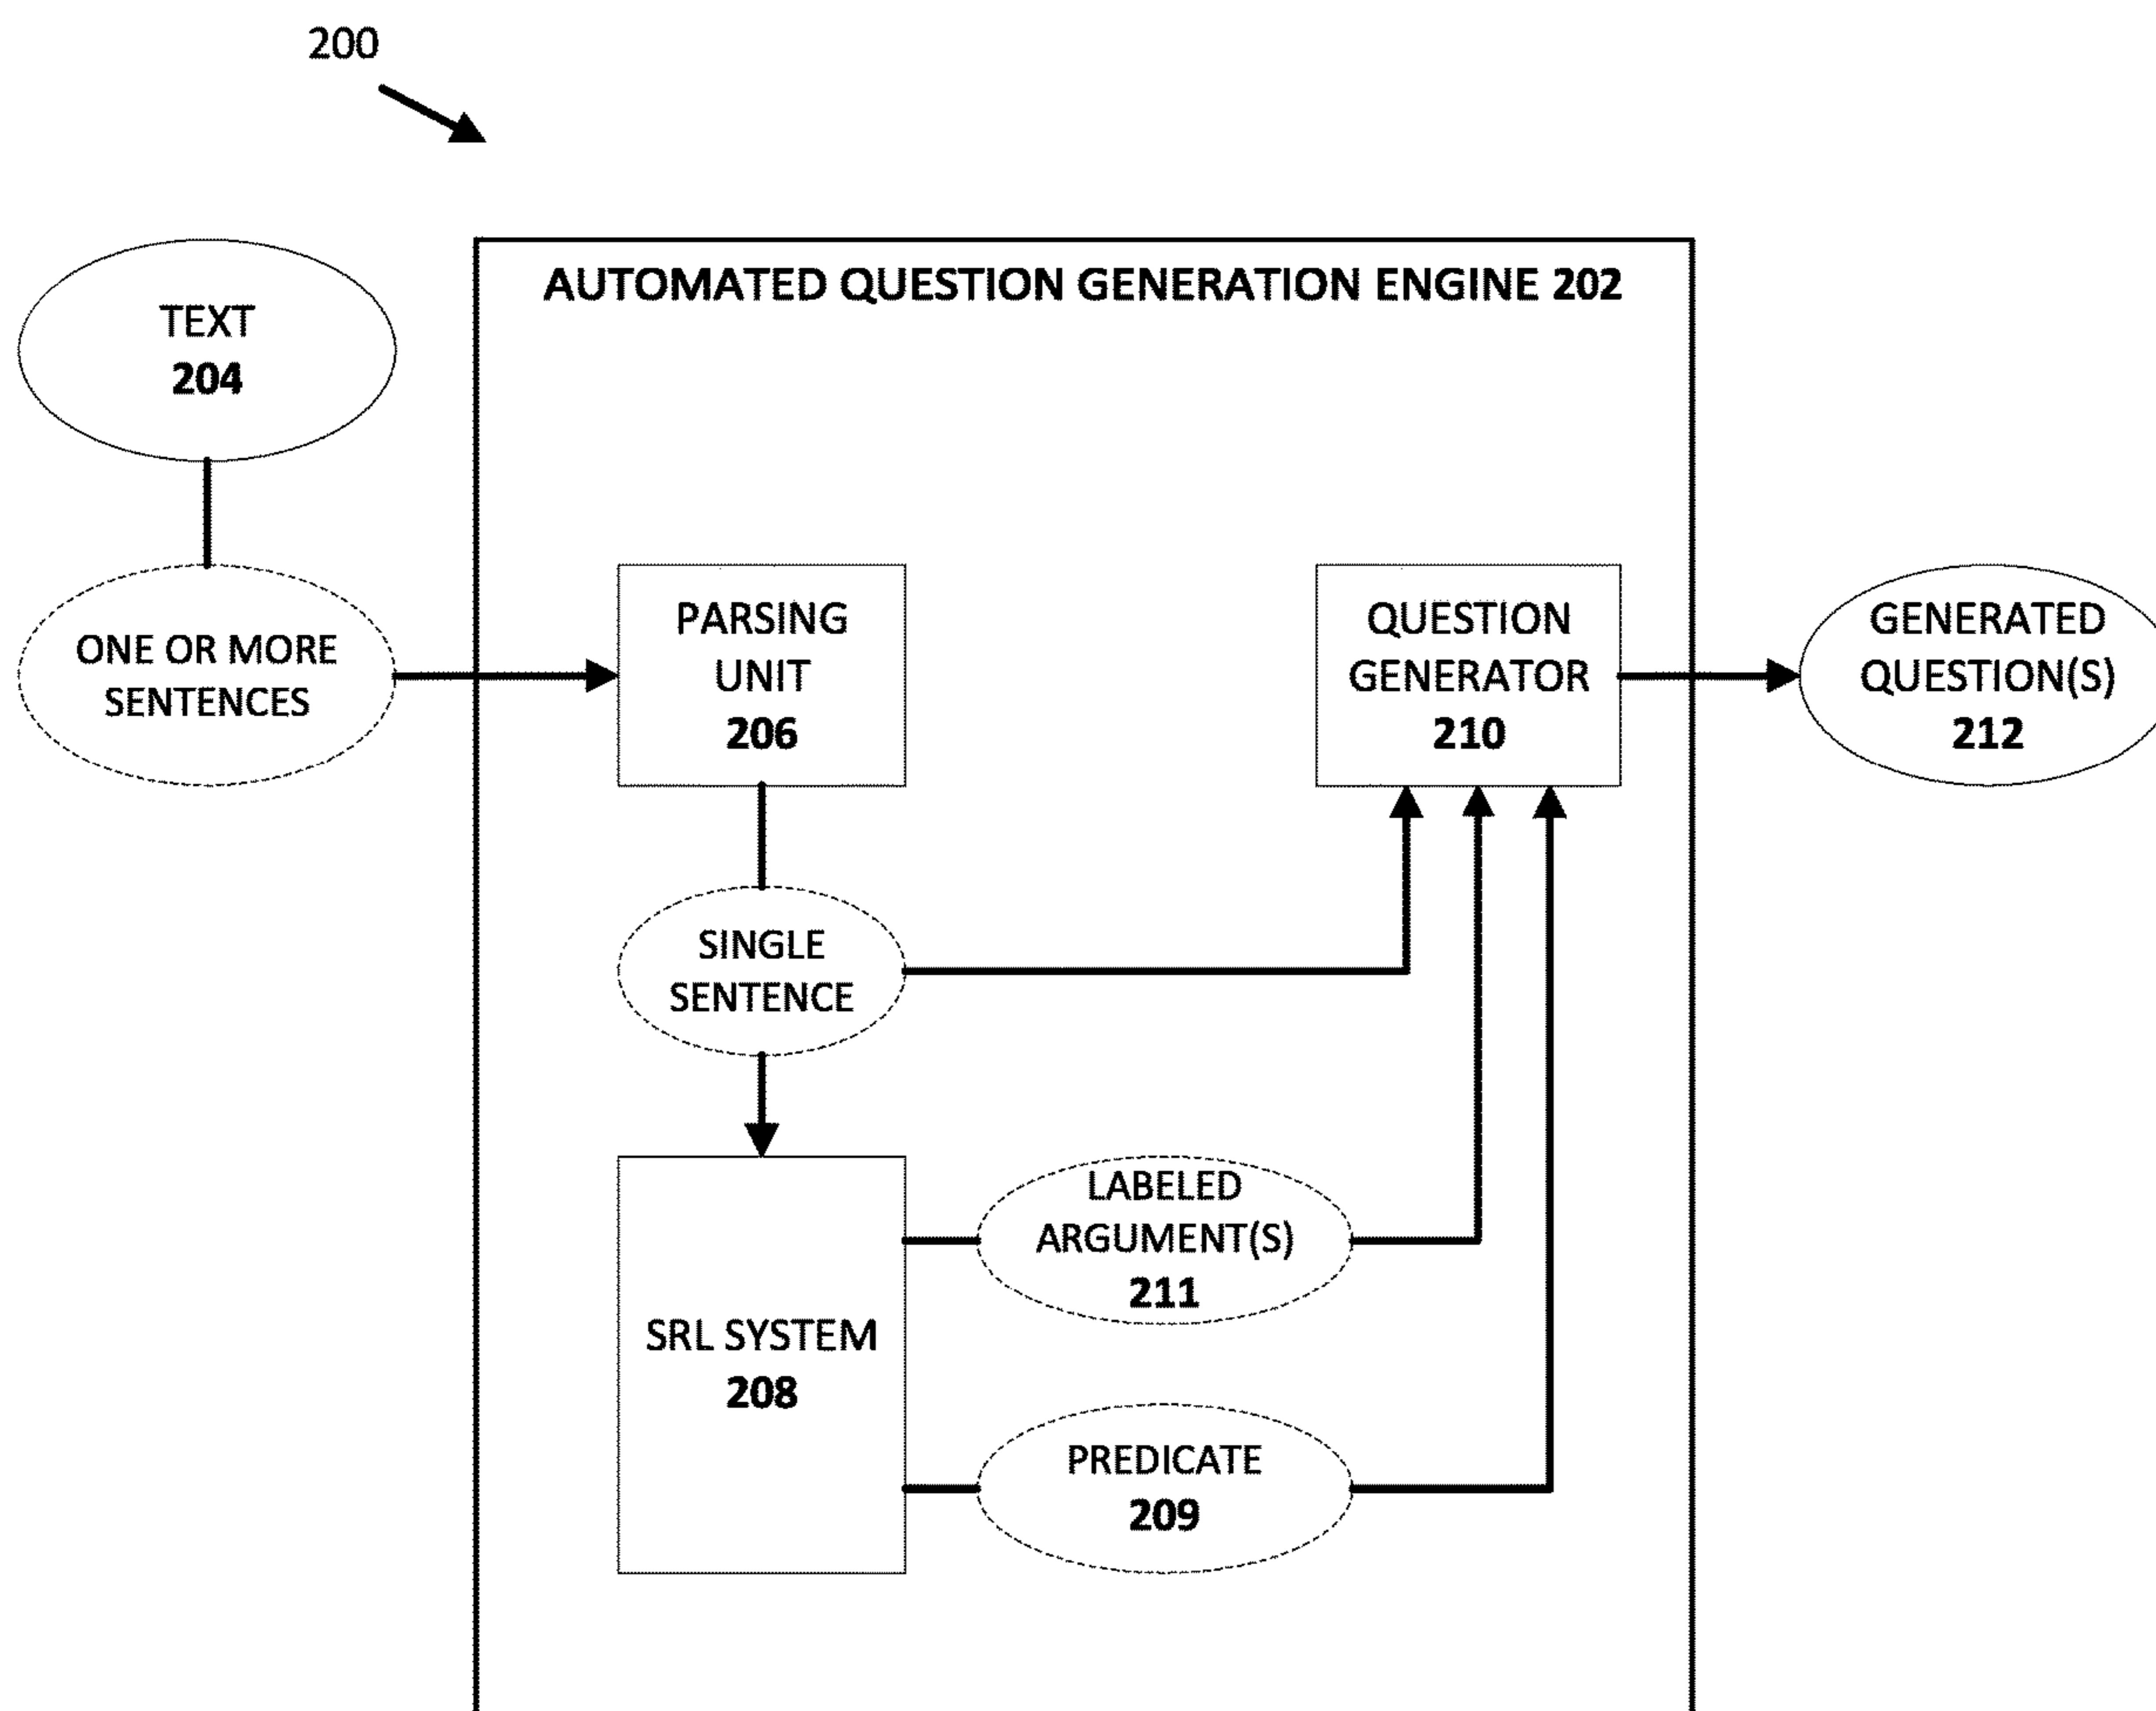 200
AUTOMATED QUESTION GENERATION ENGINE 202
TEXT
204
ONE OR MORE
SENTENCES
PARSING
UNIT
206
QUESTION
GENERATOR
210
GENERATED
QUESTION(S)
212
SINGLE
SENTENCE
SRL SYSTEM
208
LABELED
ARGUMENT(S)
211
PREDICATE
209